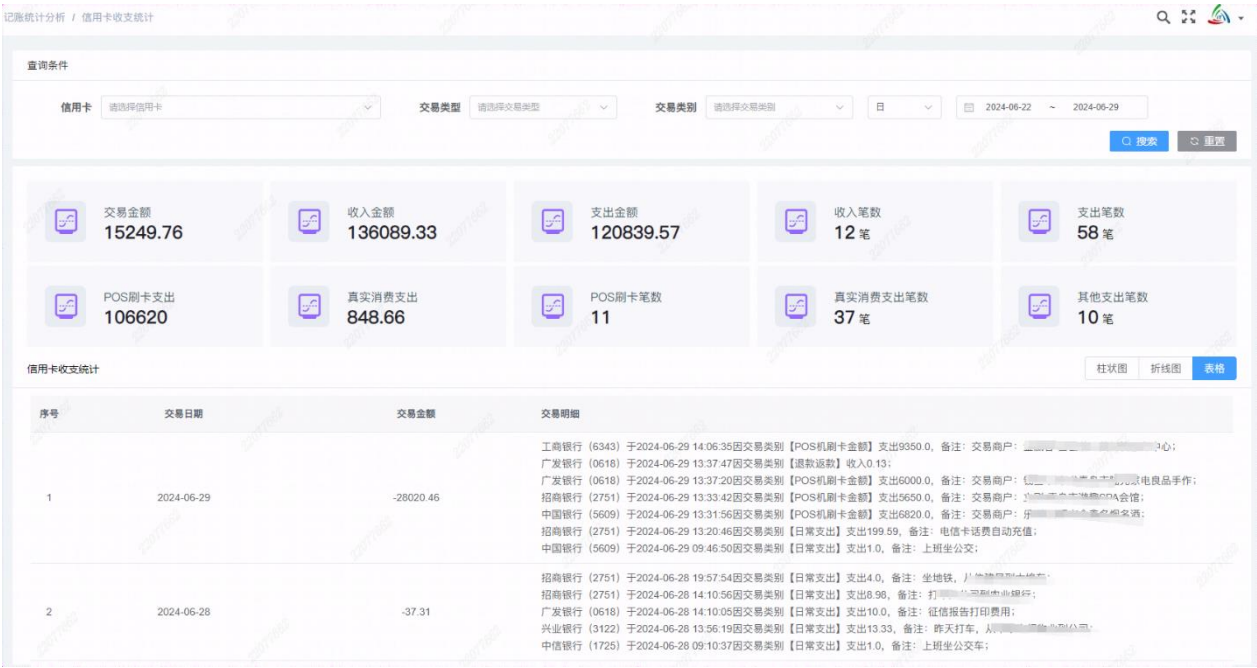 记账统计分析 / 信用卡收支统计
查询条件
信用卡 请选择信用卡 交易类型 请选择交易类型 交易类别 请选择交易类别 日 2024-06-22 ~ 2024-06-29
搜索 重置
交易金额 收入金额 支出金额 收入笔数 支出笔数
15249.76 136089.33 120839.57 12 笔 58 笔
POS刷卡支出 真实消费支出 POS刷卡笔数 真实消费支出笔数 其他支出笔数
106620 848.66 11 37 笔 10 笔
信用卡收支统计 柱状图 折线图 表格
序号 交易日期 交易金额 交易明细
工商银行（6343）于2024-06-29 14:06:35因交易类别【POS机刷卡金额】支出9350.0，备注：交易商户： 中心；
广发银行（0618）于2024-06-29 13:37:47因交易类别【退款返款】收入0.13；
广发银行（0618）于2024-06-29 13:37:20因交易类别【POS机刷卡金额】支出6000.0，备注：交易商户： 电良品手作；
1 2024-06-29 -28020.46 招商银行（2751）于2024-06-29 13:33:42因交易类别【POS机刷卡金额】支出5650.0，备注：交易商户： SPA会馆；
中国银行（5609）于2024-06-29 13:31:56因交易类别【POS机刷卡金额】支出6820.0，备注：交易商户： 名烟名酒；
招商银行（2751）于2024-06-29 13:20:46因交易类别【日常支出】支出199.59，备注：电信卡话费自动充值；
中国银行（5609）于2024-06-29 09:46:50因交易类别【日常支出】支出1.0，备注：上班坐公交；
招商银行（2751）于2024-06-28 19:57:54因交易类别【日常支出】支出4.0，备注：坐地铁，
招商银行（2751）于2024-06-28 14:10:56因交易类别【日常支出】支出8.98，备注：打 公司到农业银行；
2 2024-06-28 -37.31 广发银行（0618）于2024-06-28 14:10:05因交易类别【日常支出】支出10.0，备注：征信报告打印费用；
兴业银行（3122）于2024-06-28 13:56:19因交易类别【日常支出】支出13.33，备注：昨天打车， 到公司；
中信银行（1725）于2024-06-28 09:10:37因交易类别【日常支出】支出1.0，备注：上班坐公交车；